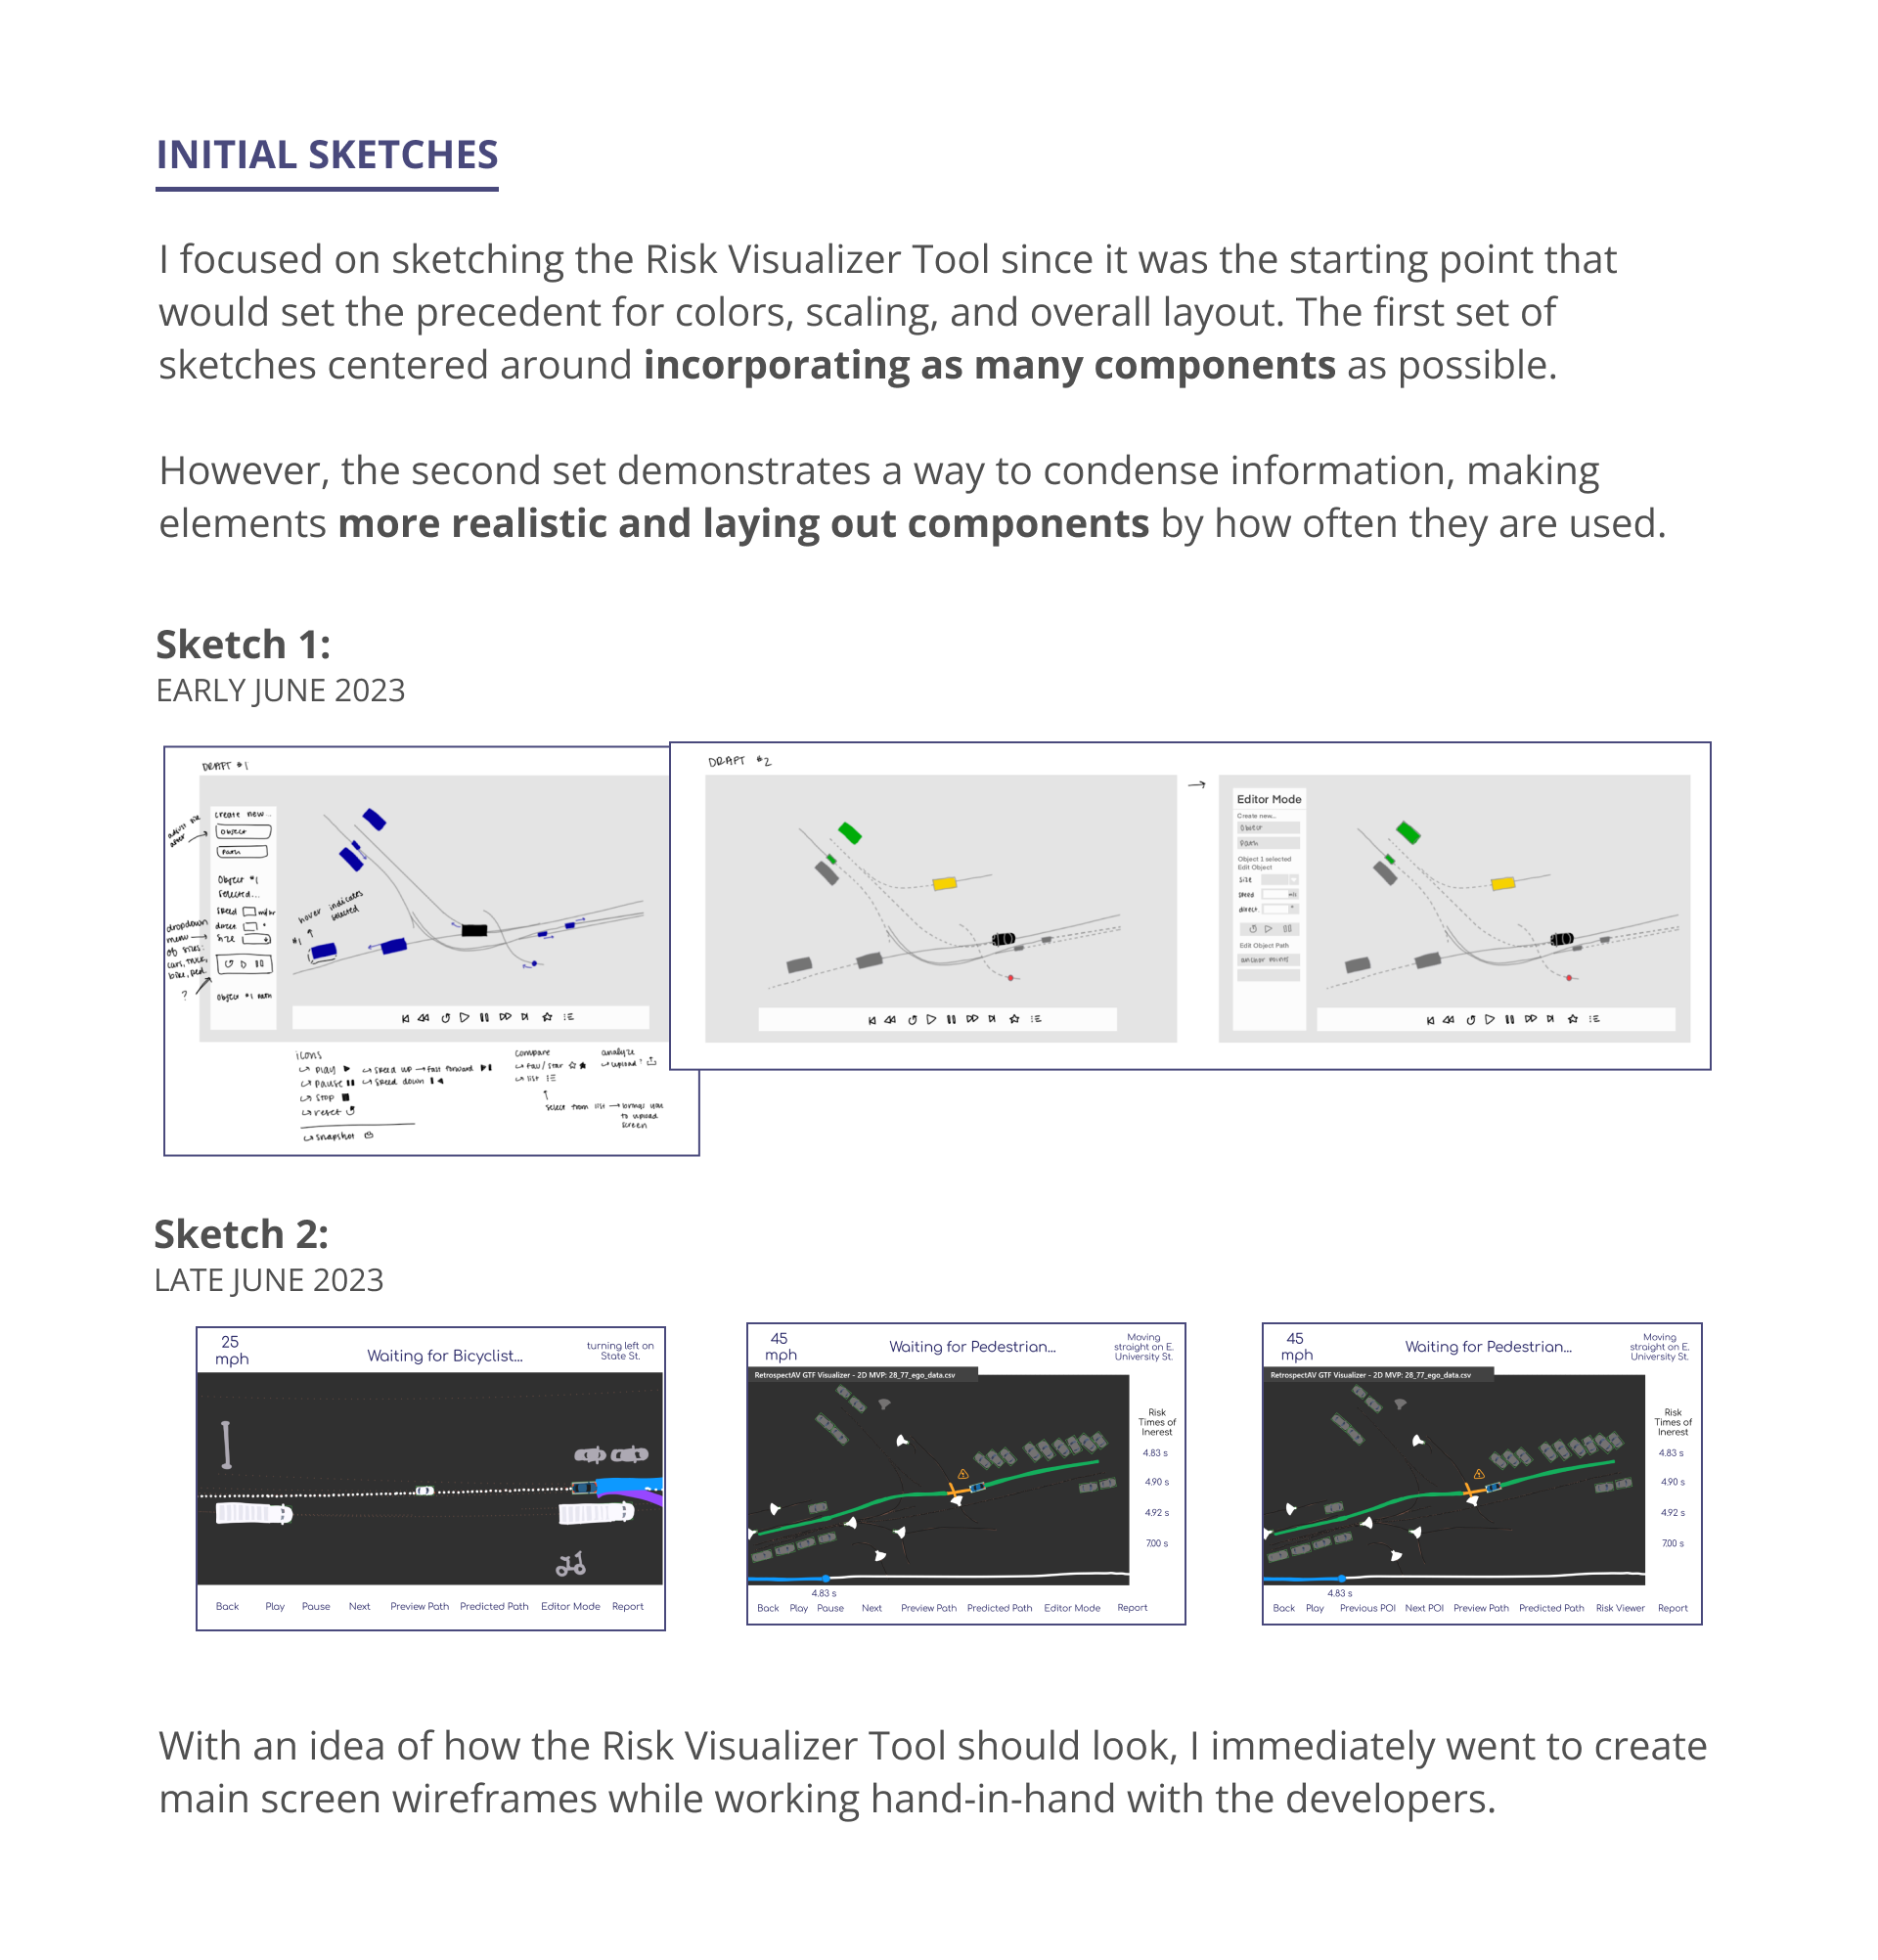 INITIAL SKETCHES
I focused on sketching the Risk Visualizer Tool since it was the starting point that
would set the precedent for colors, scaling, and overall layout. The first set of
sketches centered around incorporating as many components as possible.
However, the second set demonstrates a way to condense information, making
elements more realistic and laying out components by how often they are used.
Sketch 1:
EARLY JUNE 2023
DRAFT #1
create new...
object
path
object #1
selected...
speed
direct
size
object #1 path
dropdown
menu
of sizes:
cars, truck,
bike, ped.
?
hover indicates
selected
#1
icons
play
pause
stop
reset
snapshot
speed up → fast forward
speed down
compare
fav/star
list
select from list → brings you
to upload
screen
analyze
upload
DRAFT #2
Editor Mode
Create new...
object
path
Object 1 selected
Edit Object
size
speed
direct.
Edit Object Path
anchor points
Sketch 2:
LATE JUNE 2023
25
mph
Waiting for Bicyclist...
turning left on
State St.
Back Play Pause Next Preview Path Predicted Path Editor Mode Report
45
mph
Waiting for Pedestrian...
Moving
straight on E.
University St.
RetrospectAV GTF Visualizer - 2D MVP: 28_77_ego_data.csv
Risk
Times of
Inerest
4.83 s
4.90 s
4.92 s
7.00 s
4.83 s
Back Play Pause Next Preview Path Predicted Path Editor Mode Report
45
mph
Waiting for Pedestrian...
Moving
straight on E.
University St.
RetrospectAV GTF Visualizer - 2D MVP: 28_77_ego_data.csv
Risk
Times of
Inerest
4.83 s
4.90 s
4.92 s
7.00 s
4.83 s
Back Play Previous POI Next POI Preview Path Predicted Path Risk Viewer Report
With an idea of how the Risk Visualizer Tool should look, I immediately went to create
main screen wireframes while working hand-in-hand with the developers.